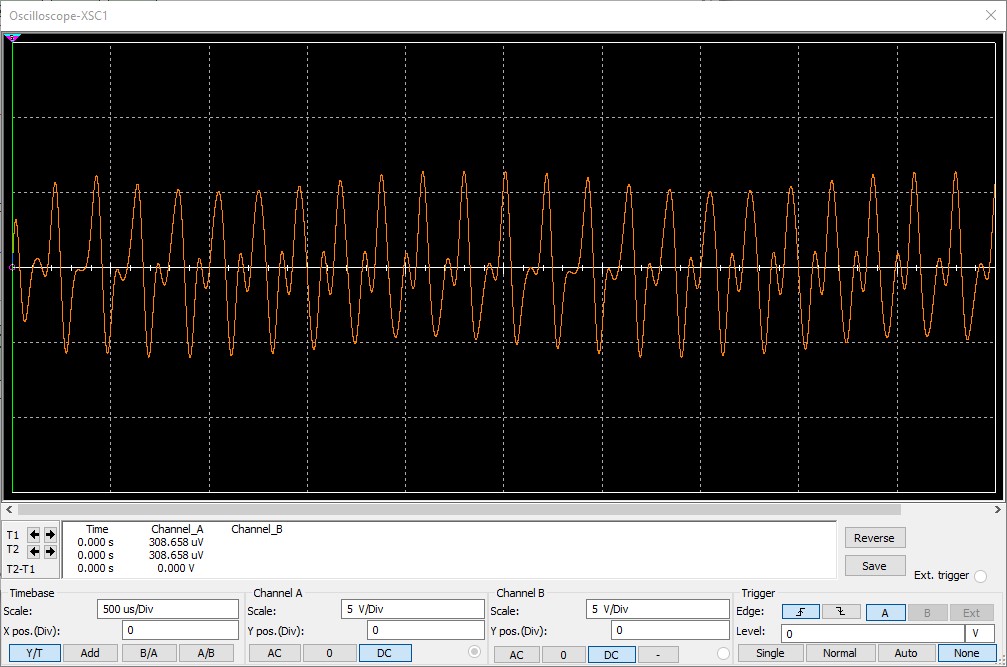 Oscilloscope-XSC1
T1
T2
T2-T1
Time Channel_A Channel_B
0.000 s 308.658 uV
0.000 s 308.658 uV
0.000 s 0.000 V
Reverse
Save
Ext. trigger
Timebase
Scale: 500 us/Div
X pos.(Div): 0
Y/T Add B/A A/B
Channel A
Scale: 5 V/Div
Y pos.(Div): 0
AC 0 DC
Channel B
Scale: 5 V/Div
Y pos.(Div): 0
AC 0 DC -
Trigger
Edge: A B Ext
Level: 0 V
Single Normal Auto None